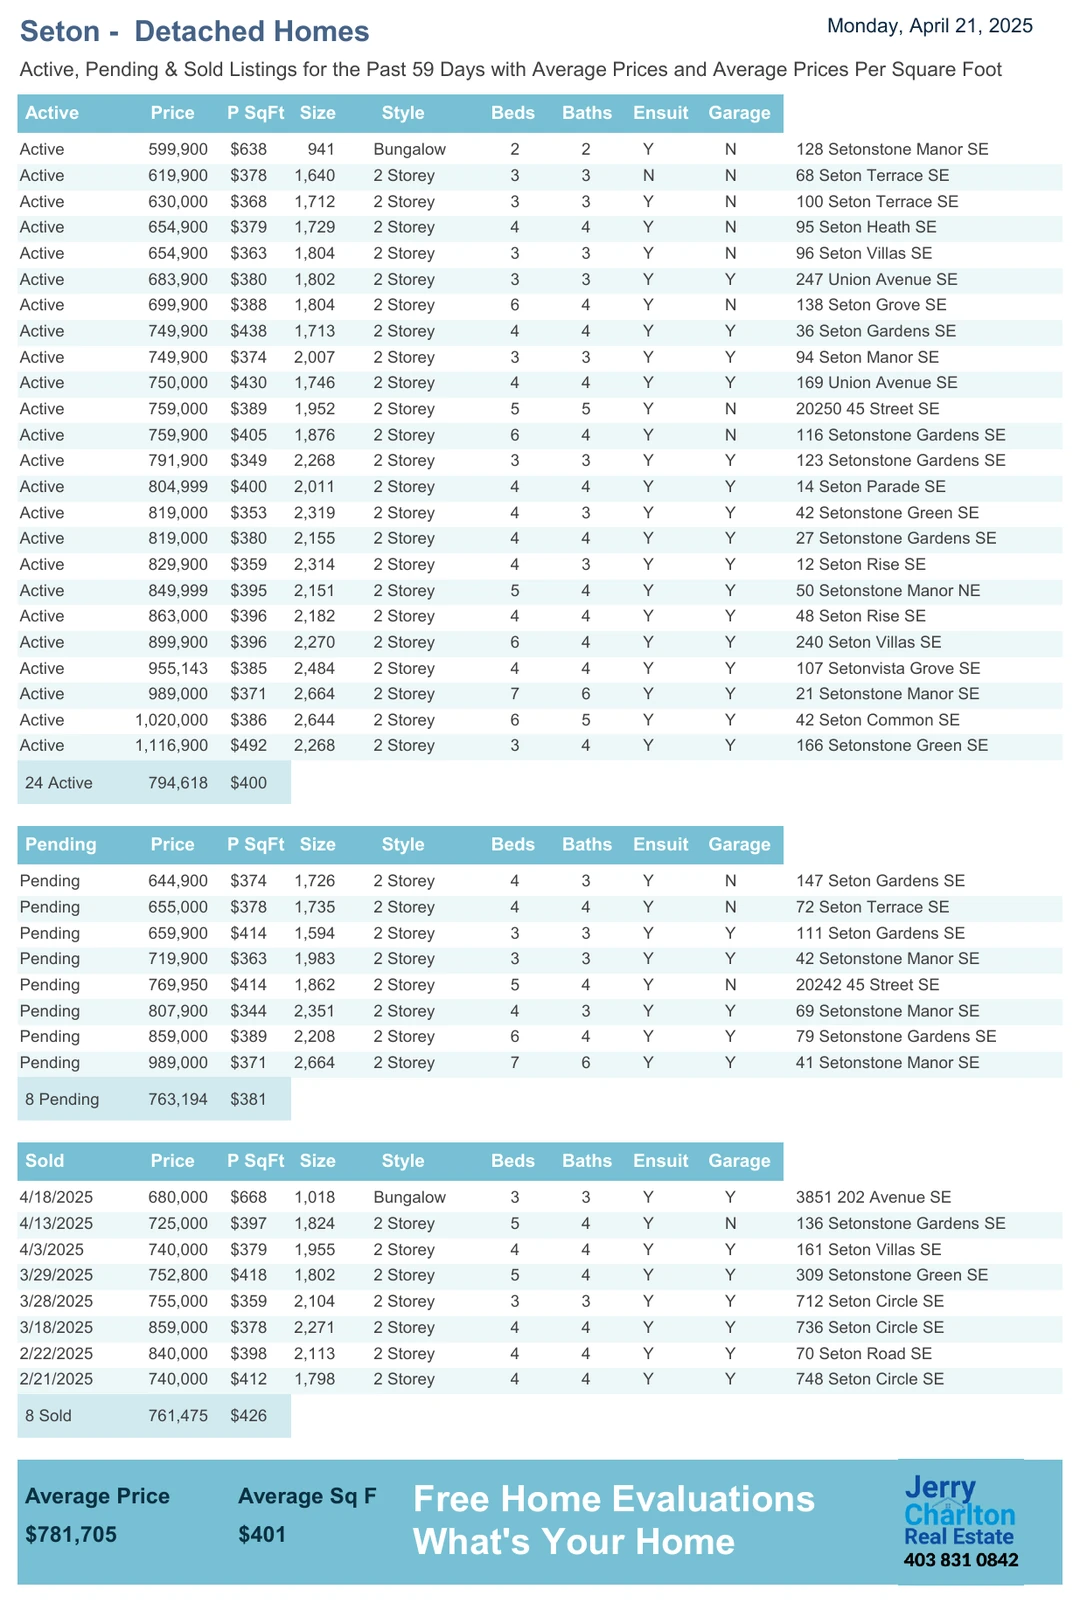 Seton -  Detached Homes
Monday, April 21, 2025
Active, Pending & Sold Listings for the Past 59 Days with Average Prices and Average Prices Per Square Foot
Active Price P SqFt Size Style Beds Baths Ensuit Garage
Active 599,900 $638 941 Bungalow 2 2 Y N 128 Setonstone Manor SE
Active 619,900 $378 1,640 2 Storey 3 3 N N 68 Seton Terrace SE
Active 630,000 $368 1,712 2 Storey 3 3 Y N 100 Seton Terrace SE
Active 654,900 $379 1,729 2 Storey 4 4 Y N 95 Seton Heath SE
Active 654,900 $363 1,804 2 Storey 3 3 Y N 96 Seton Villas SE
Active 683,900 $380 1,802 2 Storey 3 3 Y Y 247 Union Avenue SE
Active 699,900 $388 1,804 2 Storey 6 4 Y N 138 Seton Grove SE
Active 749,900 $438 1,713 2 Storey 4 4 Y Y 36 Seton Gardens SE
Active 749,900 $374 2,007 2 Storey 3 3 Y Y 94 Seton Manor SE
Active 750,000 $430 1,746 2 Storey 4 4 Y Y 169 Union Avenue SE
Active 759,000 $389 1,952 2 Storey 5 5 Y N 20250 45 Street SE
Active 759,900 $405 1,876 2 Storey 6 4 Y N 116 Setonstone Gardens SE
Active 791,900 $349 2,268 2 Storey 3 3 Y Y 123 Setonstone Gardens SE
Active 804,999 $400 2,011 2 Storey 4 4 Y Y 14 Seton Parade SE
Active 819,000 $353 2,319 2 Storey 4 3 Y Y 42 Setonstone Green SE
Active 819,000 $380 2,155 2 Storey 4 4 Y Y 27 Setonstone Gardens SE
Active 829,900 $359 2,314 2 Storey 4 3 Y Y 12 Seton Rise SE
Active 849,999 $395 2,151 2 Storey 5 4 Y Y 50 Setonstone Manor NE
Active 863,000 $396 2,182 2 Storey 4 4 Y Y 48 Seton Rise SE
Active 899,900 $396 2,270 2 Storey 6 4 Y Y 240 Seton Villas SE
Active 955,143 $385 2,484 2 Storey 4 4 Y Y 107 Setonvista Grove SE
Active 989,000 $371 2,664 2 Storey 7 6 Y Y 21 Setonstone Manor SE
Active 1,020,000 $386 2,644 2 Storey 6 5 Y Y 42 Seton Common SE
Active 1,116,900 $492 2,268 2 Storey 3 4 Y Y 166 Setonstone Green SE
24 Active 794,618 $400
Pending Price P SqFt Size Style Beds Baths Ensuit Garage
Pending 644,900 $374 1,726 2 Storey 4 3 Y N 147 Seton Gardens SE
Pending 655,000 $378 1,735 2 Storey 4 4 Y N 72 Seton Terrace SE
Pending 659,900 $414 1,594 2 Storey 3 3 Y Y 111 Seton Gardens SE
Pending 719,900 $363 1,983 2 Storey 3 3 Y Y 42 Setonstone Manor SE
Pending 769,950 $414 1,862 2 Storey 5 4 Y N 20242 45 Street SE
Pending 807,900 $344 2,351 2 Storey 4 3 Y Y 69 Setonstone Manor SE
Pending 859,000 $389 2,208 2 Storey 6 4 Y Y 79 Setonstone Gardens SE
Pending 989,000 $371 2,664 2 Storey 7 6 Y Y 41 Setonstone Manor SE
8 Pending 763,194 $381
Sold Price P SqFt Size Style Beds Baths Ensuit Garage
4/18/2025 680,000 $668 1,018 Bungalow 3 3 Y Y 3851 202 Avenue SE
4/13/2025 725,000 $397 1,824 2 Storey 5 4 Y N 136 Setonstone Gardens SE
4/3/2025 740,000 $379 1,955 2 Storey 4 4 Y Y 161 Seton Villas SE
3/29/2025 752,800 $418 1,802 2 Storey 5 4 Y Y 309 Setonstone Green SE
3/28/2025 755,000 $359 2,104 2 Storey 3 3 Y Y 712 Seton Circle SE
3/18/2025 859,000 $378 2,271 2 Storey 4 4 Y Y 736 Seton Circle SE
2/22/2025 840,000 $398 2,113 2 Storey 4 4 Y Y 70 Seton Road SE
2/21/2025 740,000 $412 1,798 2 Storey 4 4 Y Y 748 Seton Circle SE
8 Sold 761,475 $426
Average Price Average Sq F
$781,705 $401
Free Home Evaluations
What's Your Home
Jerry
Charlton
Real Estate
403 831 0842